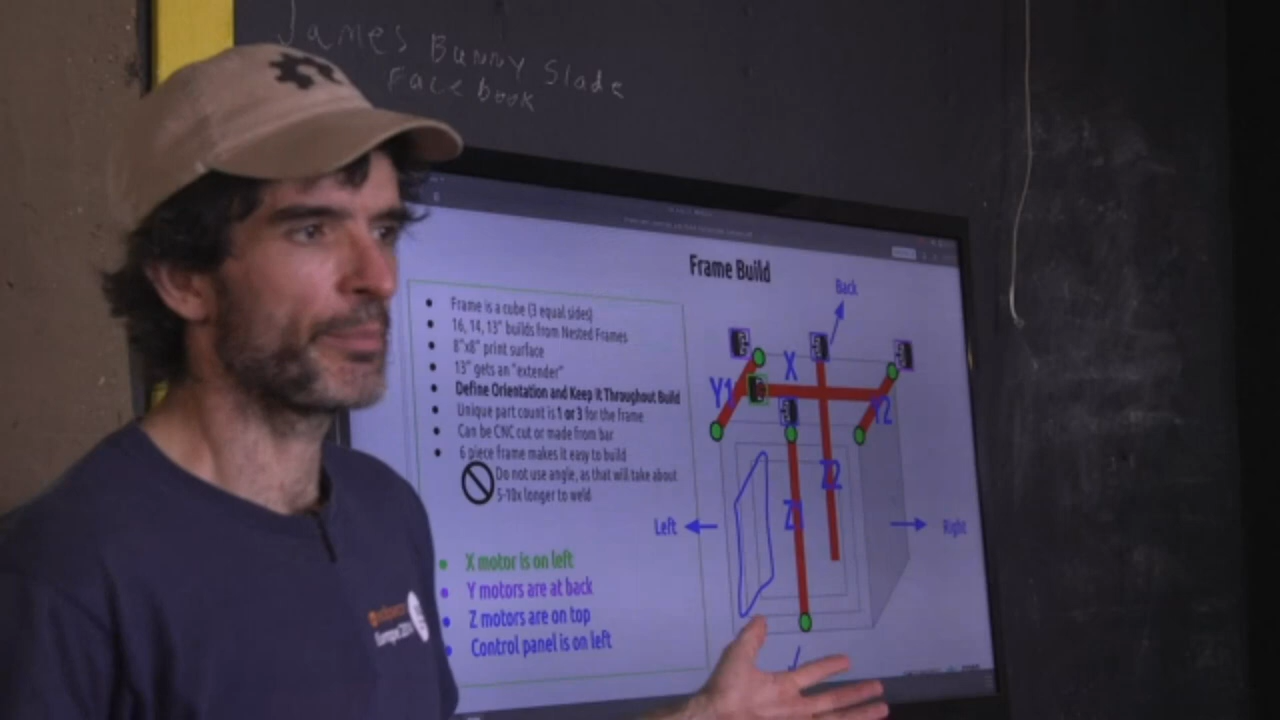 James Bunny Slade
Facebook
Frame Build
Back
• Frame is a cube (3 equal sides)
• 16, 14, 13" builds from Nested Frames
• 8"x8" print surface
• 13" gets an "extender"
• Define Orientation and Keep it Throughout Build
• Unique part count is 1 or 3 for the frame
• Can be CNC cut or made from bar
• 6 piece frame makes it easy to build
Do not use angle, as that will take about
5-10x longer to weld
• X motor is on left
• Y motors are at back
• Z motors are on top
• Control panel is on left
X
Y1
Y2
Z2
Z1
Left
Right